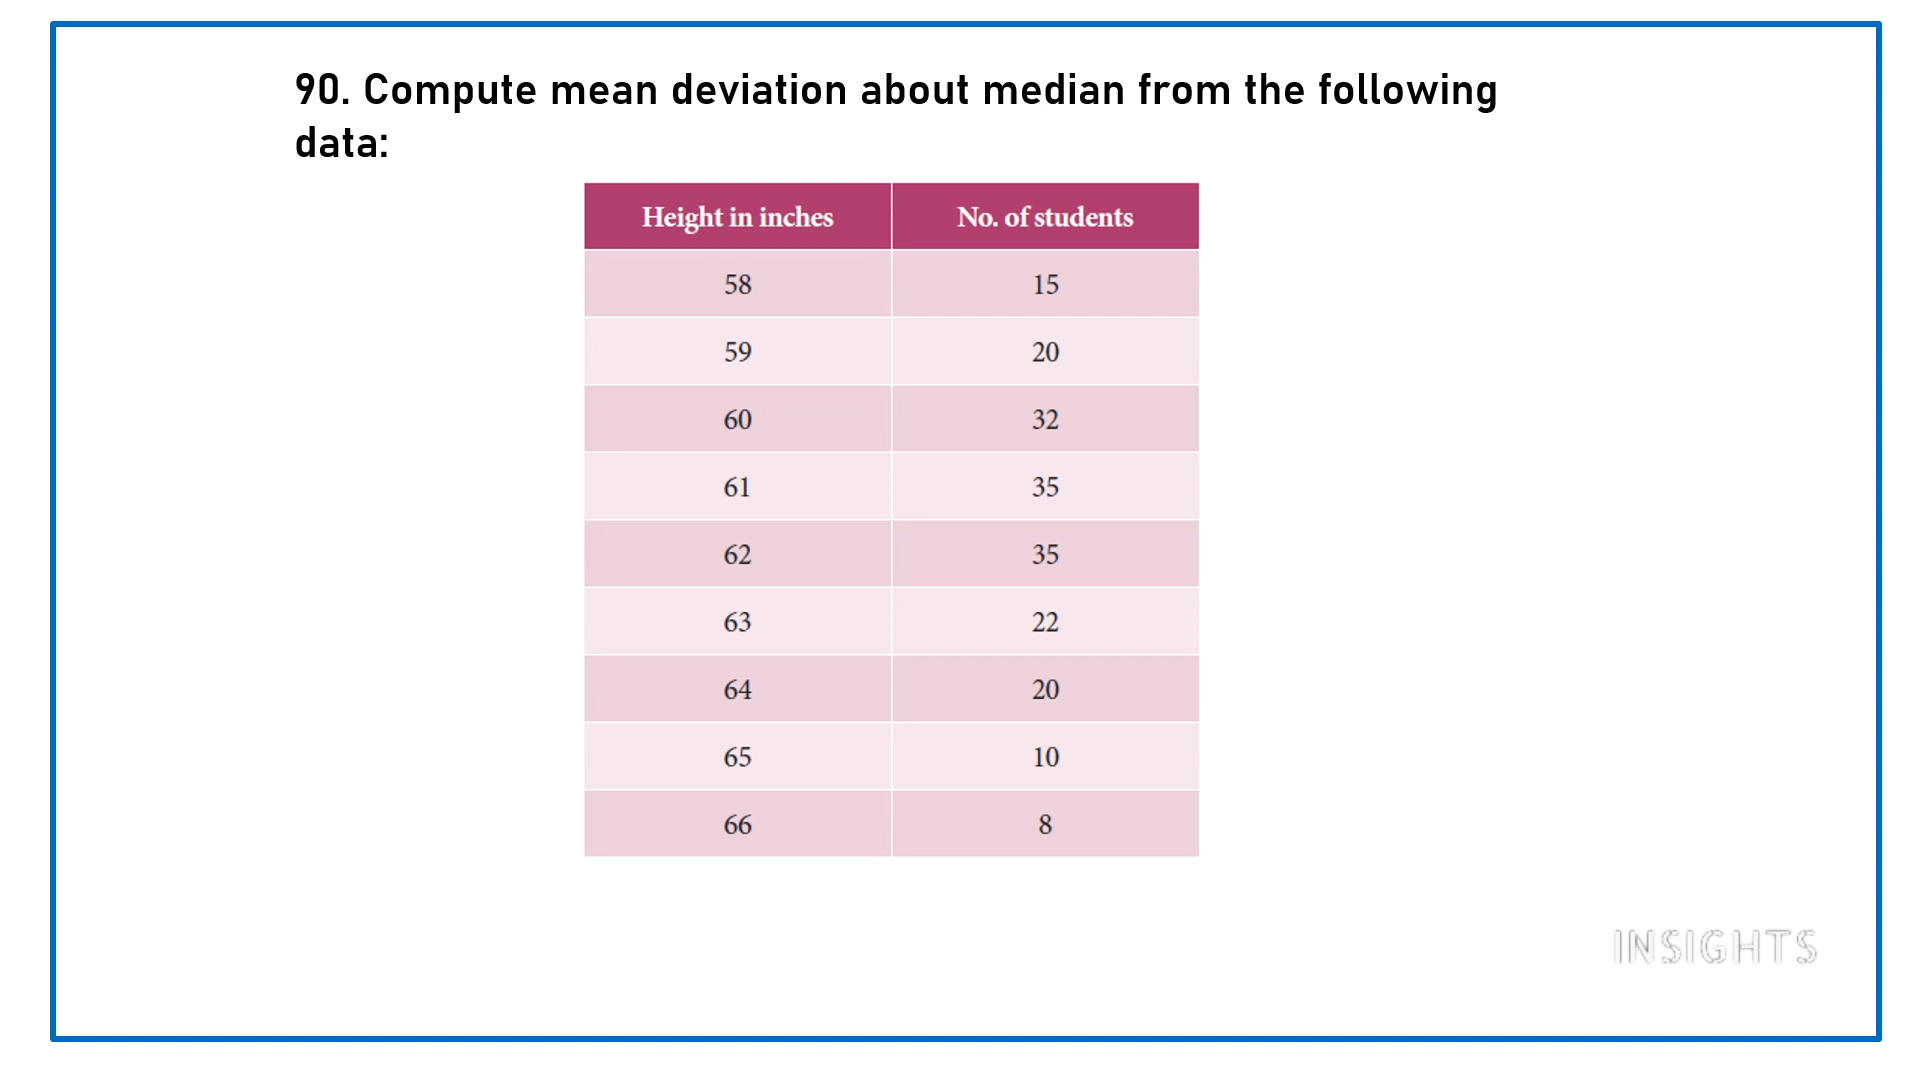 90. Compute mean deviation about median from the following
data:
Height in inches No. of students
58 15
59 20
60 32
61 35
62 35
63 22
64 20
65 10
66 8
INSIGHTS